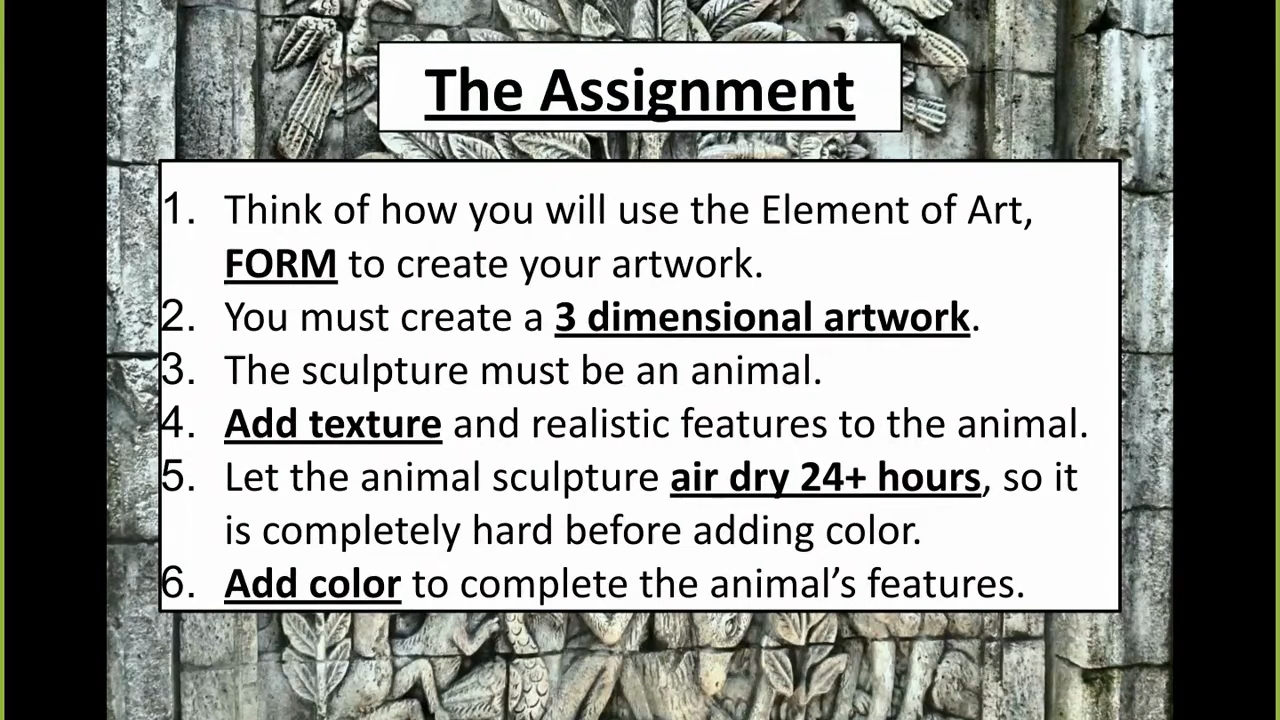 The Assignment
1. Think of how you will use the Element of Art,
FORM to create your artwork.
2. You must create a 3 dimensional artwork.
3. The sculpture must be an animal.
4. Add texture and realistic features to the animal.
5. Let the animal sculpture air dry 24+ hours, so it
is completely hard before adding color.
6. Add color to complete the animal’s features.